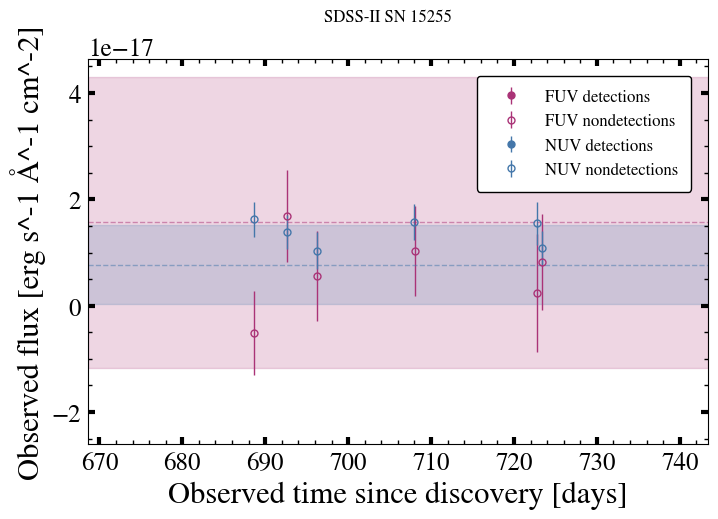 SDSS-II SN 15255
1e−17
Observed flux [erg s^-1 Å^-1 cm^-2]
4
2
0
−2
FUV detections
FUV nondetections
NUV detections
NUV nondetections
670 680 690 700 710 720 730 740
Observed time since discovery [days]